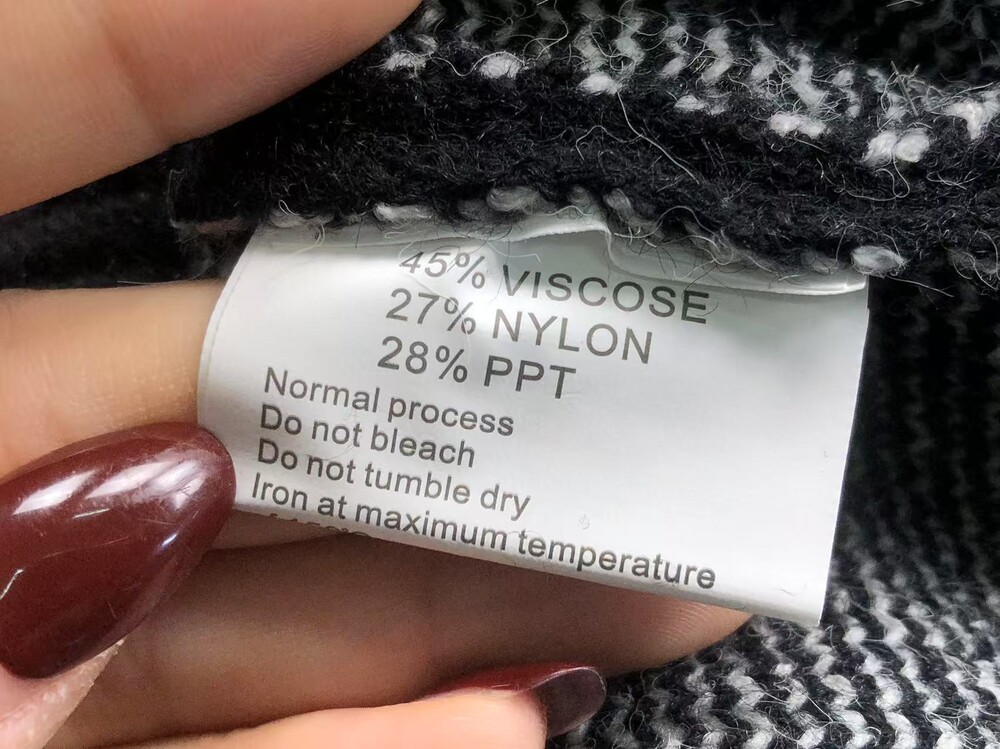 45% VISCOSE
27% NYLON
28% PPT
Normal process
Do not bleach
Do not tumble dry
Iron at maximum temperature